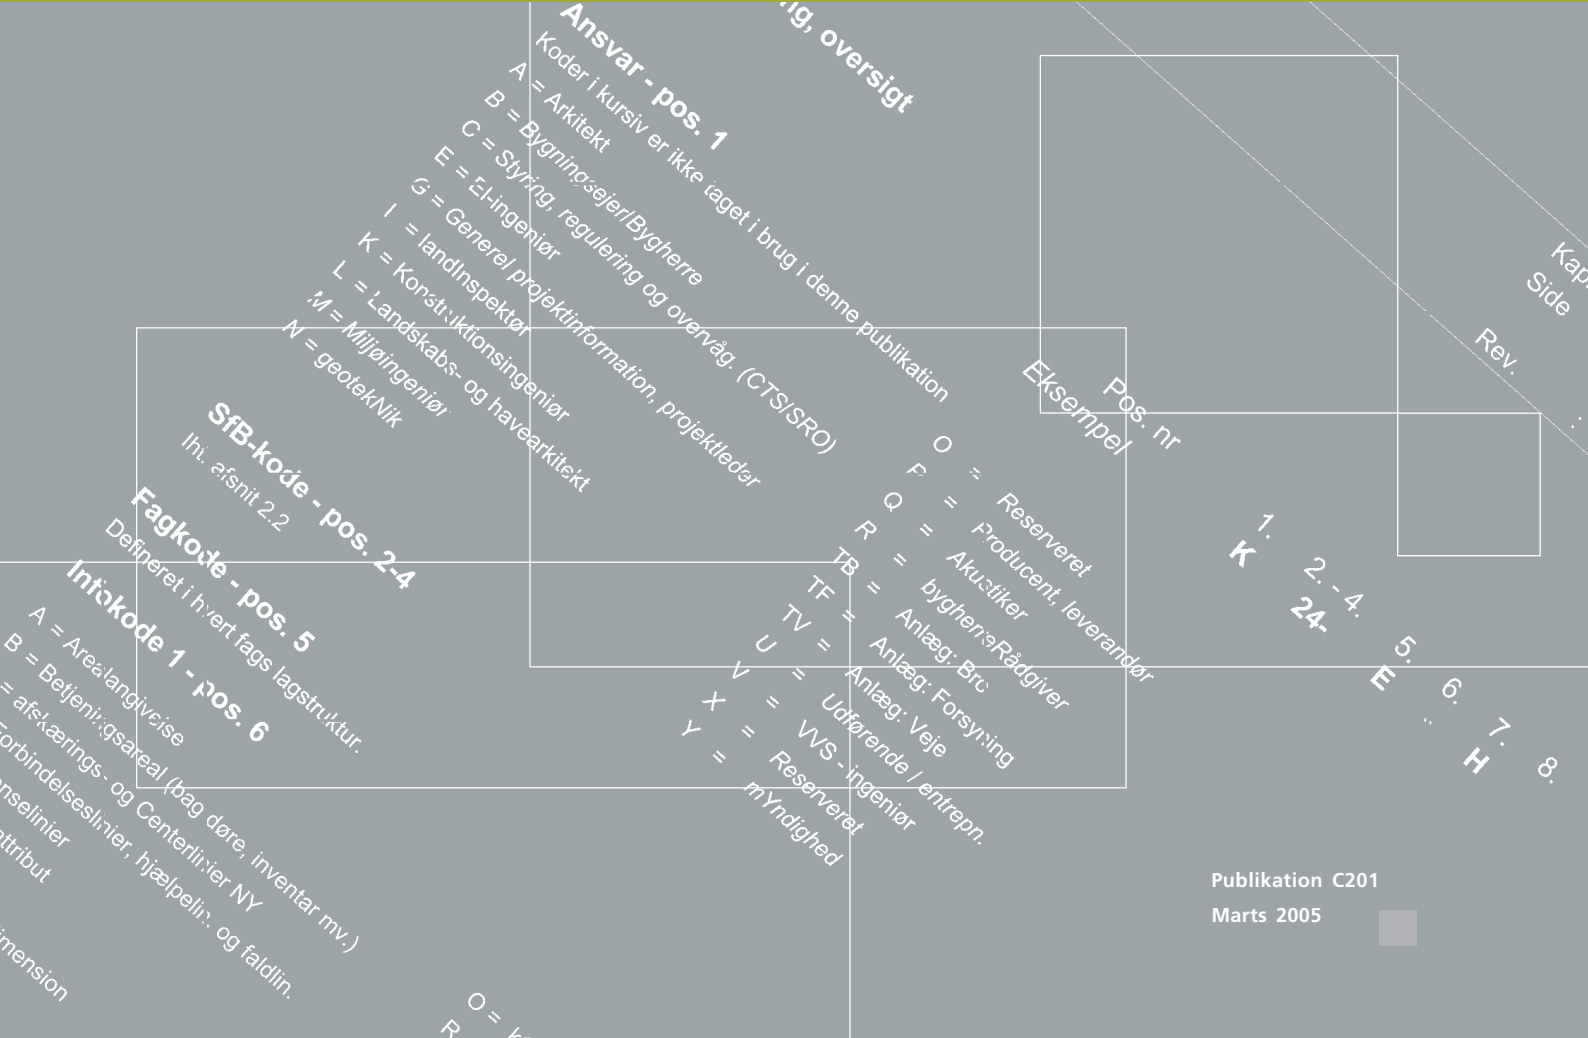 ng, oversigt
Ansvar - pos. 1
Koder i kursiv er ikke taget i brug i denne publikation
A = Arkitekt
B = Bygningsejer/Bygherre
C = Styring, regulering og overvåg. (CTS/SRO)
E = El-ingeniør
G = Generel projektinformation, projektleder
I = landInspektør
K = Konstruktionsingeniør
L = Landskabs- og havearkitekt
M = Miljøingeniør
N = geotekNik
O = Reserveret
P = Producent, leverandør
Q = Akustiker
R = bygherreRådgiver
TB = Anlæg: Bro
TF = Anlæg: Forsyning
TV = Anlæg: Veje
U = Udførende / entrepn.
V = VVS - ingeniør
X = Reserveret
Y = mYndighed
SfB-kode - pos. 2-4
Iht. afsnit 2.2
Fagkode - pos. 5
Defineret i hvert fags lagstruktur.
Infokode 1 - pos. 6
A = Arealangivelse
B = Betjeningsareal (bag døre, inventar mv.)
= afskærings- og Centerlinier NY
orbindelseslinier, hjælpelin. og faldlin.
nselinier
attribut
imension
O =
R
Pos. nr
Eksempel
1.
2. - 4.
5.
6.
7.
8.
K
24-
E
H
Kap
Side
Rev.
:
Publikation C201
Marts 2005